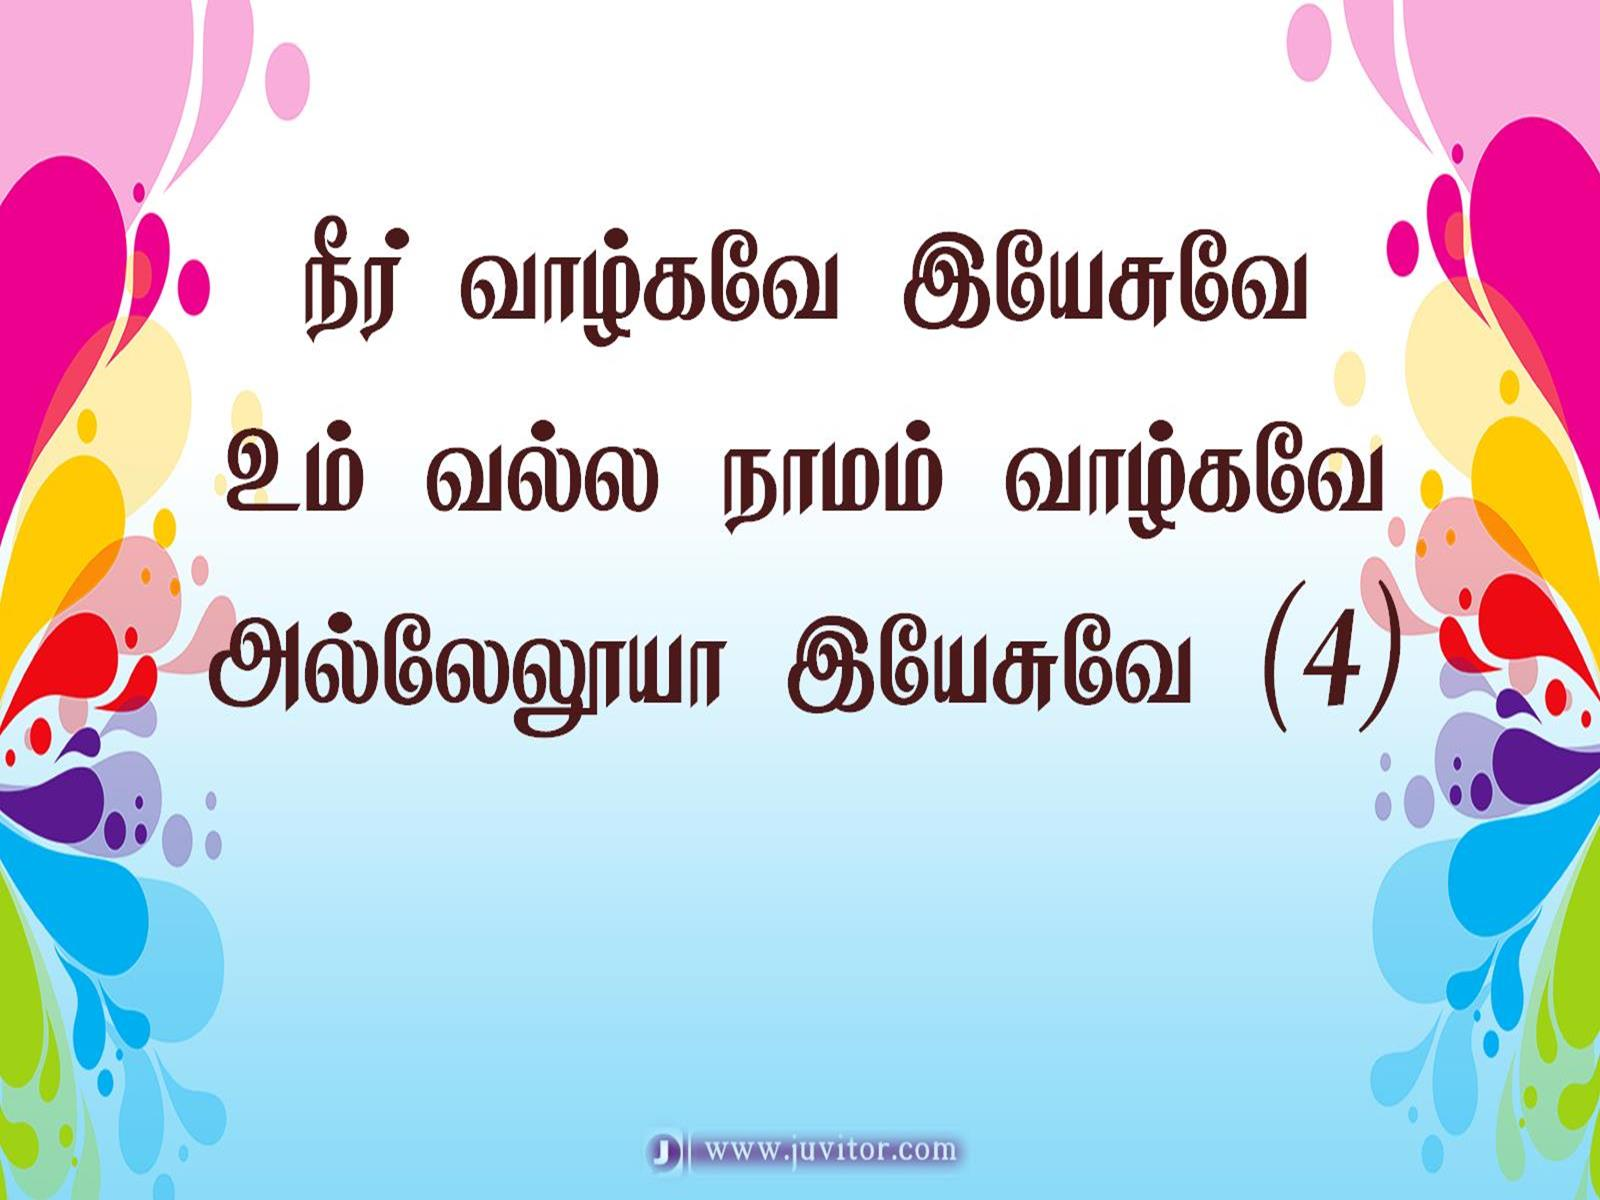 நீர் வாழ்கவே இயேசுவே
உம் வல்ல நாமம் வாழ்கவே
அல்லேலூயா இயேசுவே (4)
J www.juvitor.com